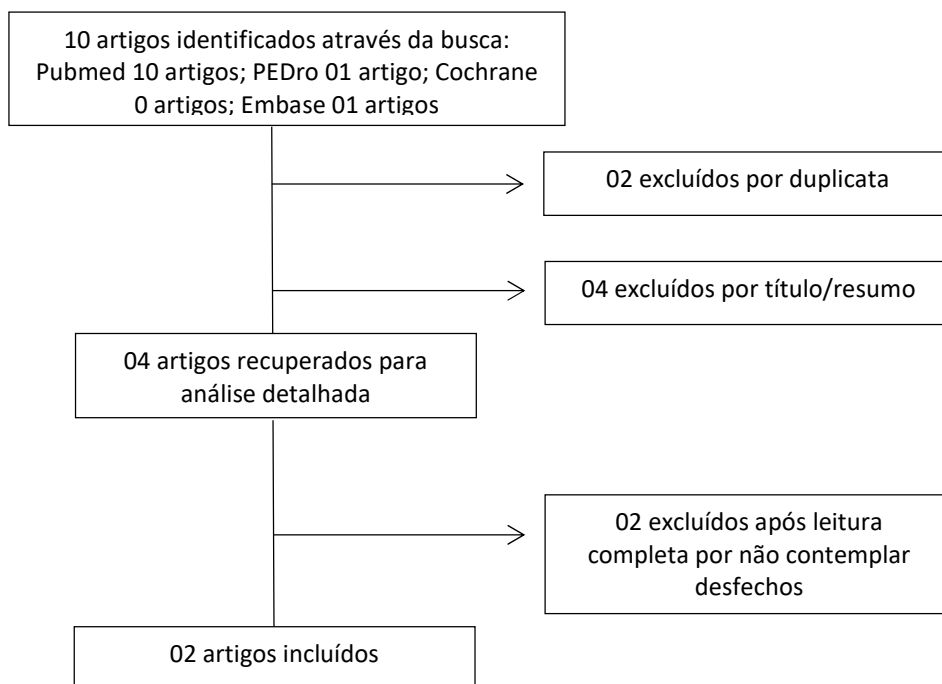 10 artigos identificados através da busca:
Pubmed 10 artigos; PEDro 01 artigo; Cochrane
0 artigos; Embase 01 artigos
02 excluídos por duplicata
04 excluídos por título/resumo
04 artigos recuperados para
análise detalhada
02 excluídos após leitura
completa por não contemplar
desfechos
02 artigos incluídos